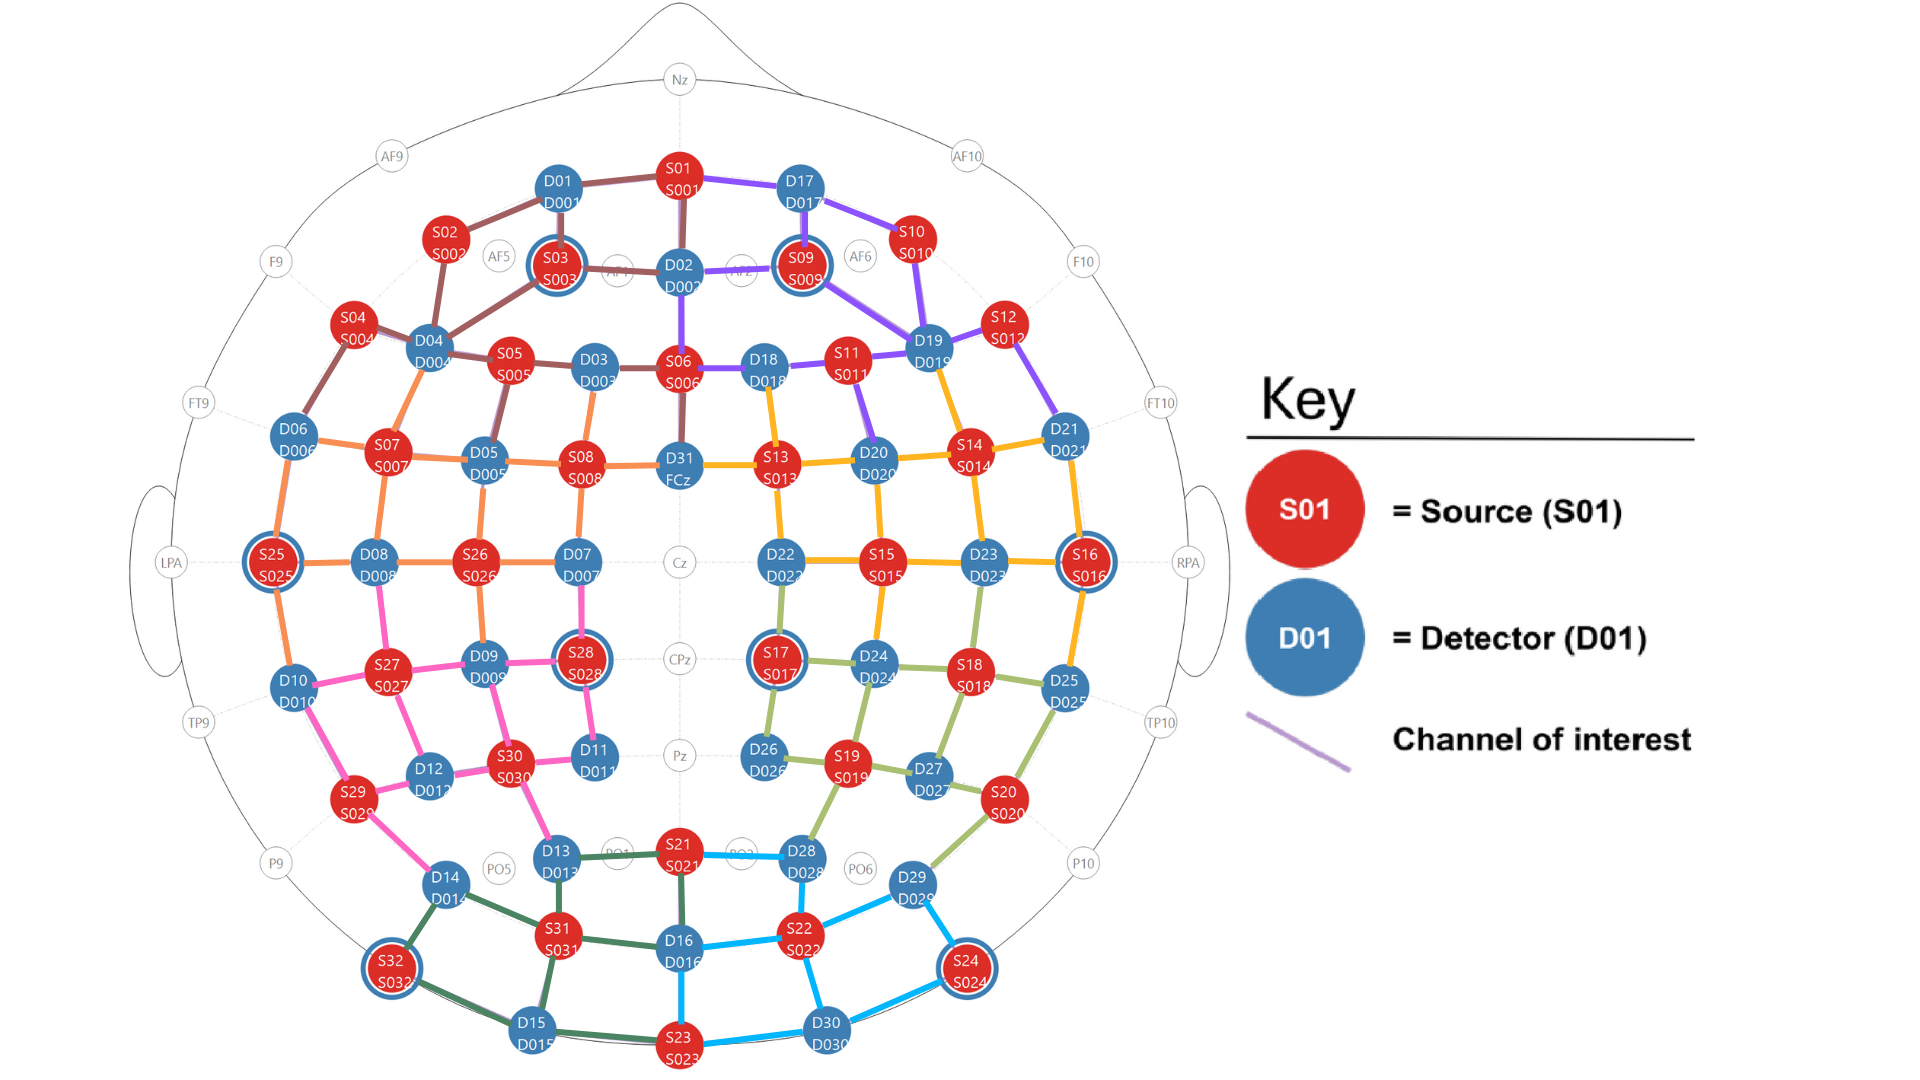 Nz
AF9
AF10
S01
S001
D01
D001
D17
D017
S02
S002
S10
S010
AF5
S03
S003
AF1
D02
D002
AF2
S09
S009
AF6
F9
F10
S04
S004
D04
D004
S05
S005
D03
D003
S06
S006
D18
D018
S11
S011
D19
D019
S12
S012
FT9
FT10
D06
D006
S07
S007
D05
D005
S08
S008
D31
FCz
S13
S013
D20
D020
S14
S014
D21
D021
LPA
S25
S025
D08
D008
S26
S026
D07
D007
Cz
D22
D022
S15
S015
D23
D023
S16
S016
RPA
D10
D010
S27
S027
D09
D009
S28
S028
CPz
S17
S017
D24
D024
S18
S018
D25
D025
TP9
TP10
S29
S029
D12
D012
S30
S030
D11
D011
Pz
D26
D026
S19
S019
D27
D027
S20
S020
P9
P10
D14
D014
PO5
D13
D013
PO1
S21
S021
PO2
D28
D028
PO6
D29
D029
S31
S031
D16
D016
S22
S022
S32
S032
S24
S024
D15
D015
S23
S023
D30
D030
Key
S01 = Source (S01)
D01 = Detector (D01)
Channel of interest